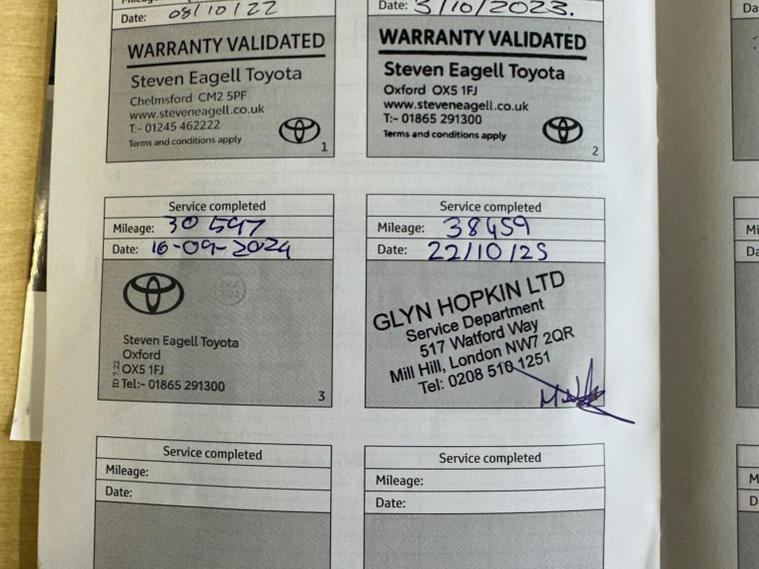 Date: 08/10/22
WARRANTY VALIDATED
Steven Eagell Toyota
Chelmsford CM2 5PF
www.steveneagell.co.uk
T:- 01245 462222
Terms and conditions apply
1
Date: 3/10/2023.
WARRANTY VALIDATED
Steven Eagell Toyota
Oxford OX5 1FJ
www.steveneagell.co.uk
T:- 01865 291300
Terms and conditions apply
2
Service completed
Mileage: 30 597
Date: 16-09-2024
Steven Eagell Toyota
Oxford
OX5 1FJ
Tel:- 01865 291300
3
Service completed
Mileage: 38459
Date: 22/10/25
GLYN HOPKIN LTD
Service Department
517 Watford Way
Mill Hill, London NW7 2QR
Tel: 0208 510 1251
Service completed
Mileage:
Date:
Service completed
Mileage:
Date: